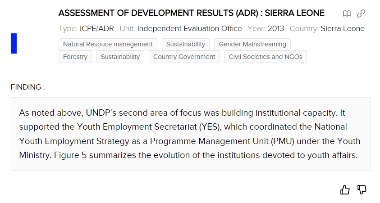 ASSESSMENT OF DEVELOPMENT RESULTS (ADR) : SIERRA LEONE
Type: ICPE/ADR Unit: Independent Evaluation Office Year: 2013 Country: Sierra Leone
Natural Resouce management Sustainability Gender Mainstreaming
Forestry Sustainability Country Government Civil Societies and NGOs
FINDING :
As noted above, UNDP's second area of focus was building institutional capacity. It
supported the Youth Employment Secretariat (YES), which coordinated the National
Youth Employment Strategy as a Programme Management Unit (PMU) under the Youth
Ministry. Figure 5 summarizes the evolution of the institutions devoted to youth affairs.